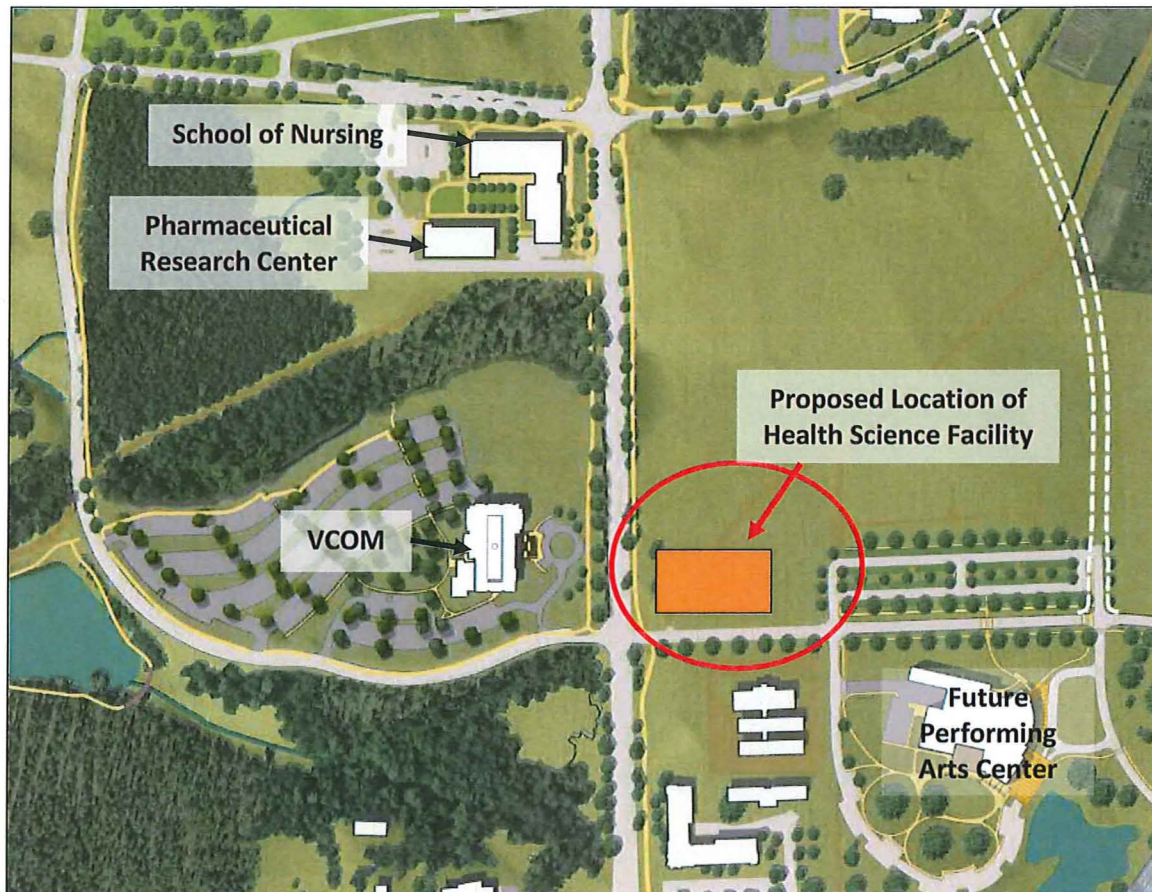 School of Nursing
Pharmaceutical
Research Center
Proposed Location of
Health Science Facility
VCOM
Future
Performing
Arts Center